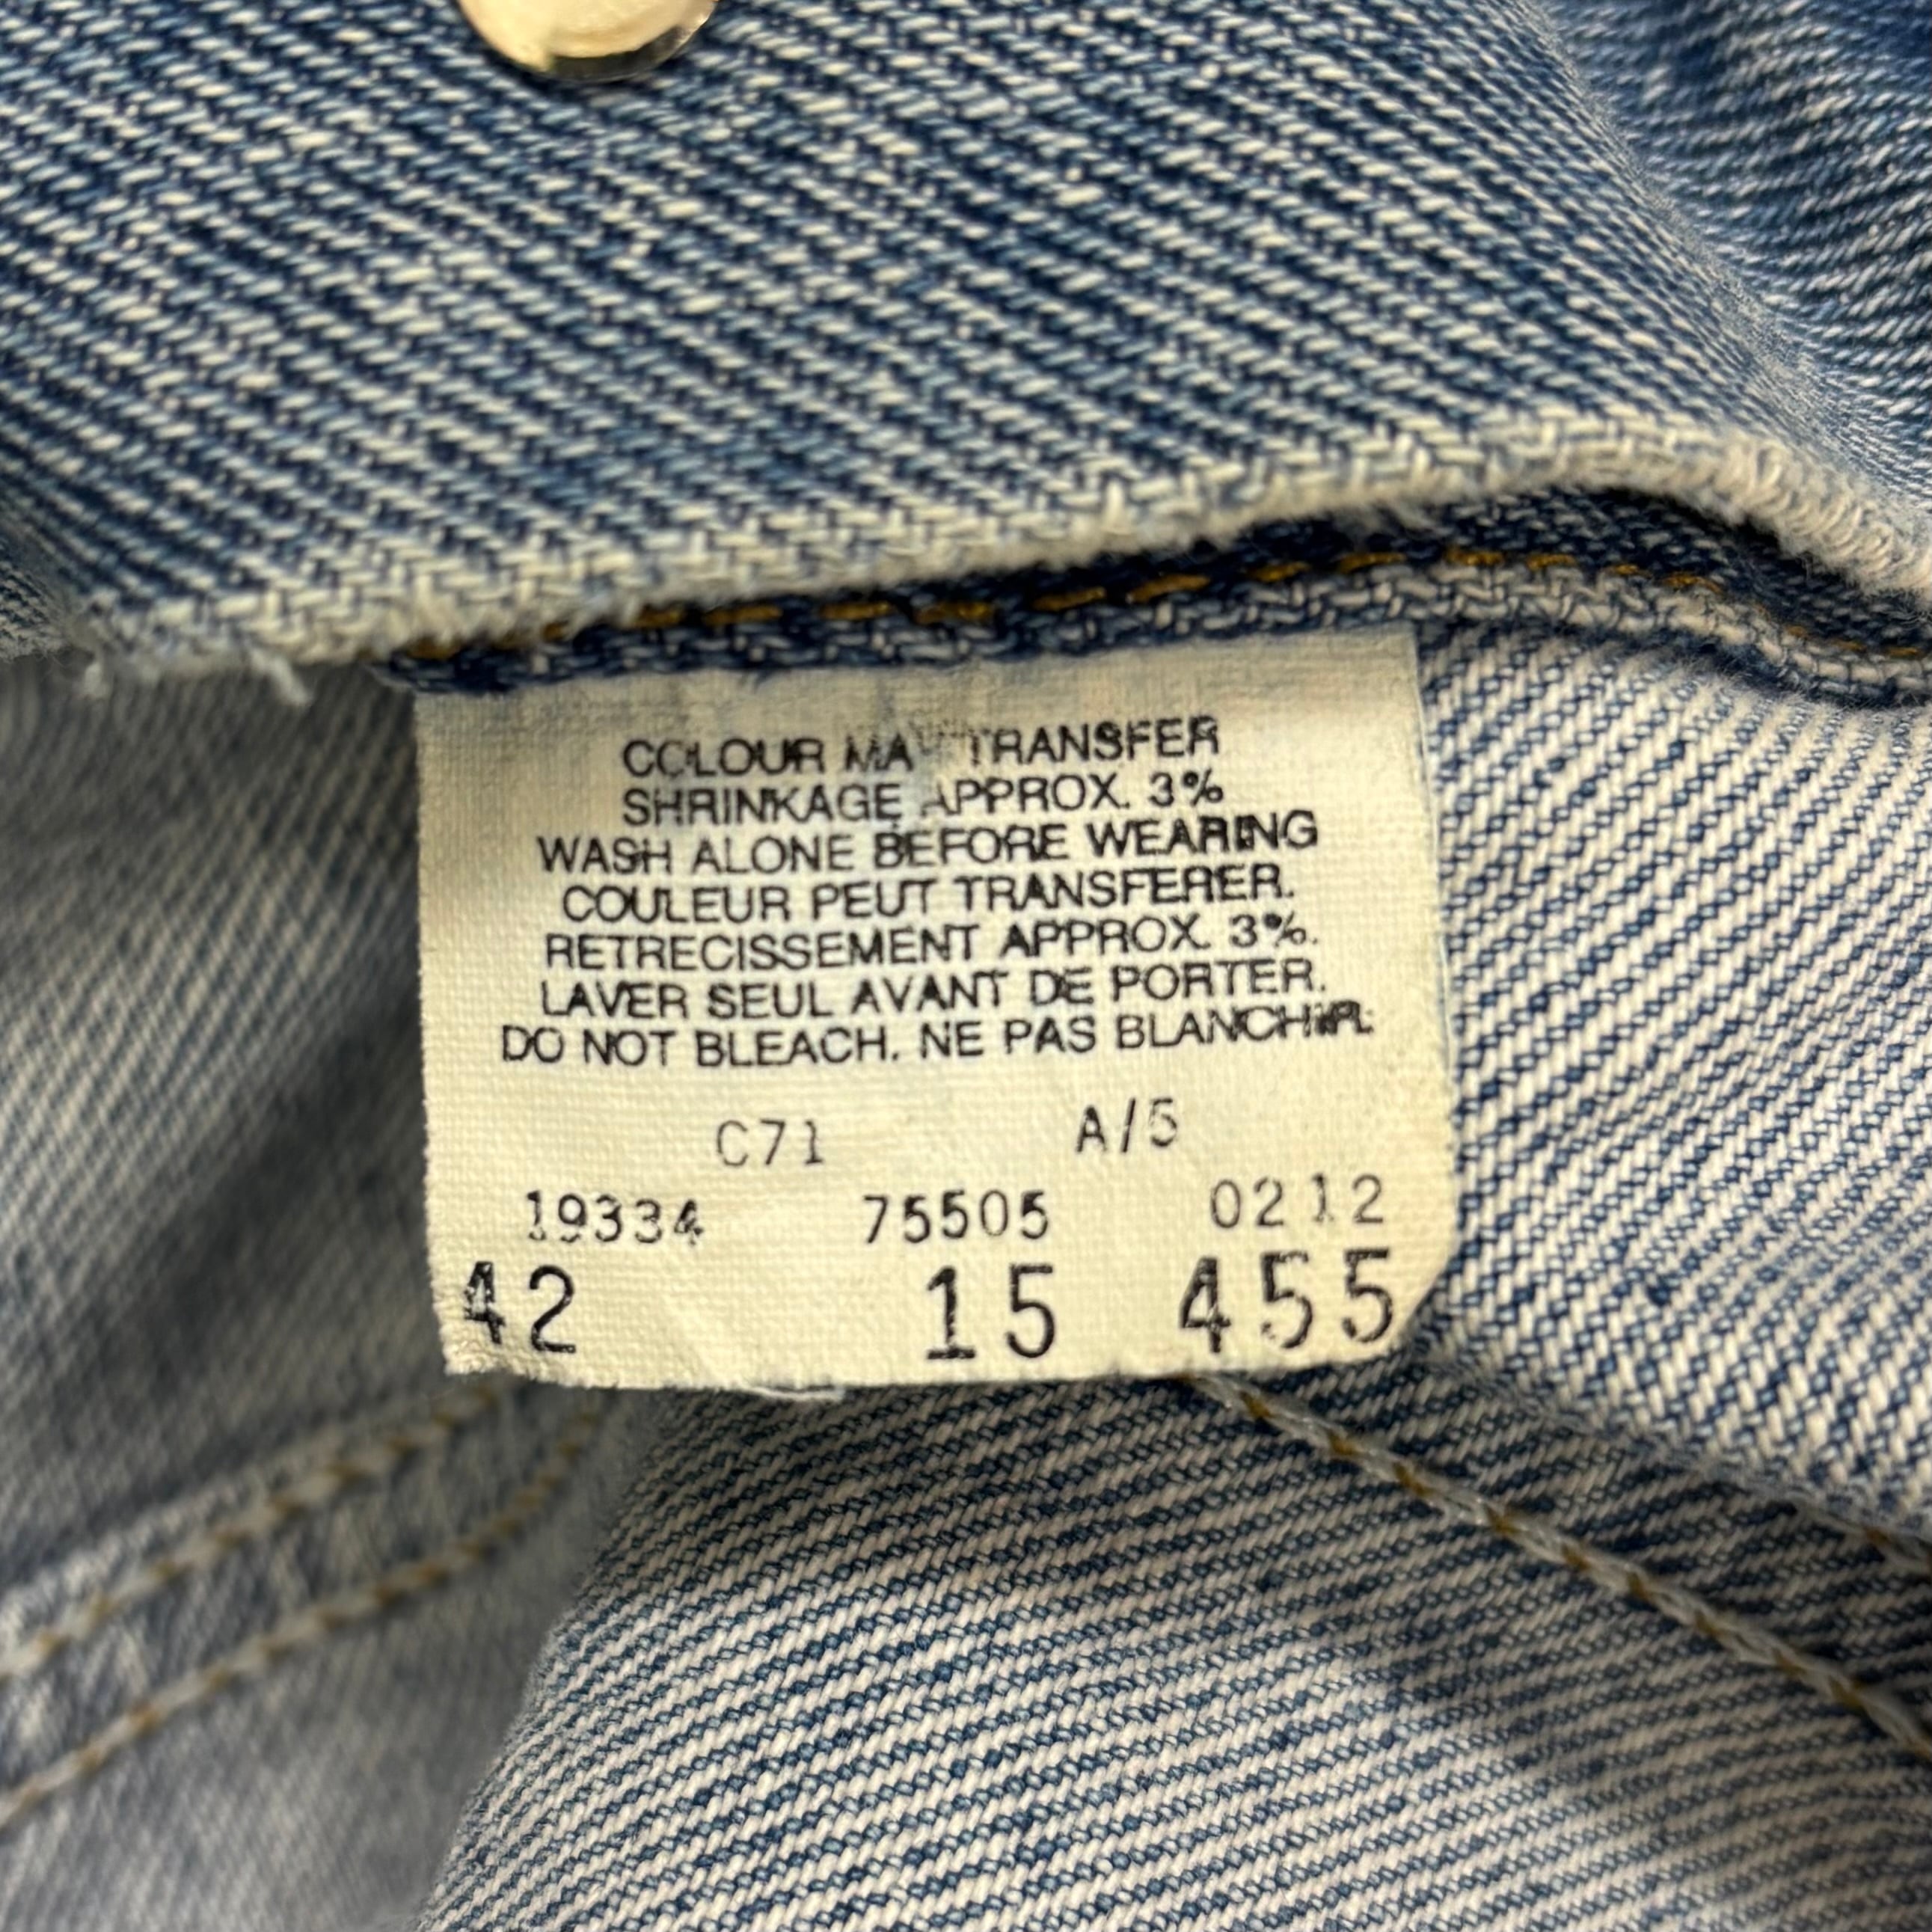 COLOUR MAY TRANSFER
SHRINKAGE APPROX. 3%
WASH ALONE BEFORE WEARING
COULEUR PEUT TRANSFERER.
RETRECISSEMENT APPROX. 3%.
LAVER SEUL AVANT DE PORTER.
DO NOT BLEACH. NE PAS BLANCHIR.
C71 A/5
19334 75505 0212
42 15 455